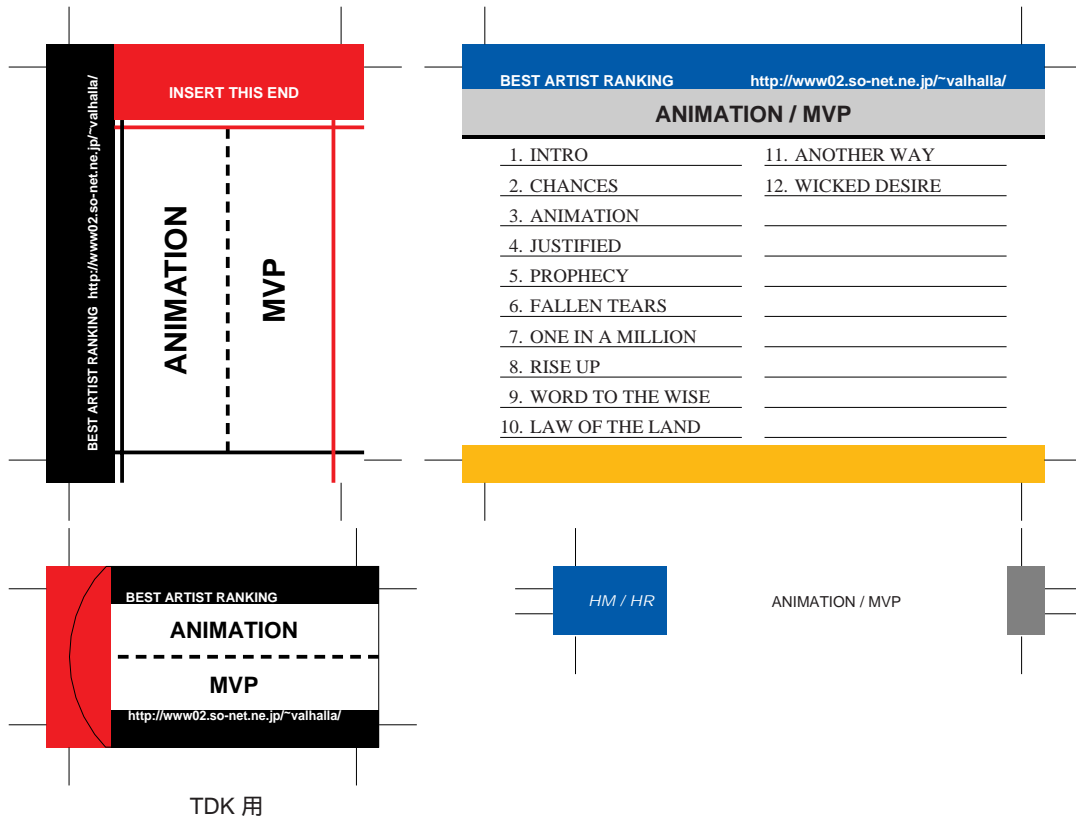 INSERT THIS END
BEST ARTIST RANKING http://www02.so-net.ne.jp/~valhalla/
ANIMATION
MVP
BEST ARTIST RANKING http://www02.so-net.ne.jp/~valhalla/
ANIMATION / MVP
1. INTRO
2. CHANCES
3. ANIMATION
4. JUSTIFIED
5. PROPHECY
6. FALLEN TEARS
7. ONE IN A MILLION
8. RISE UP
9. WORD TO THE WISE
10. LAW OF THE LAND
11. ANOTHER WAY
12. WICKED DESIRE
BEST ARTIST RANKING
ANIMATION
MVP
http://www02.so-net.ne.jp/~valhalla/
HM / HR
ANIMATION / MVP
TDK 用